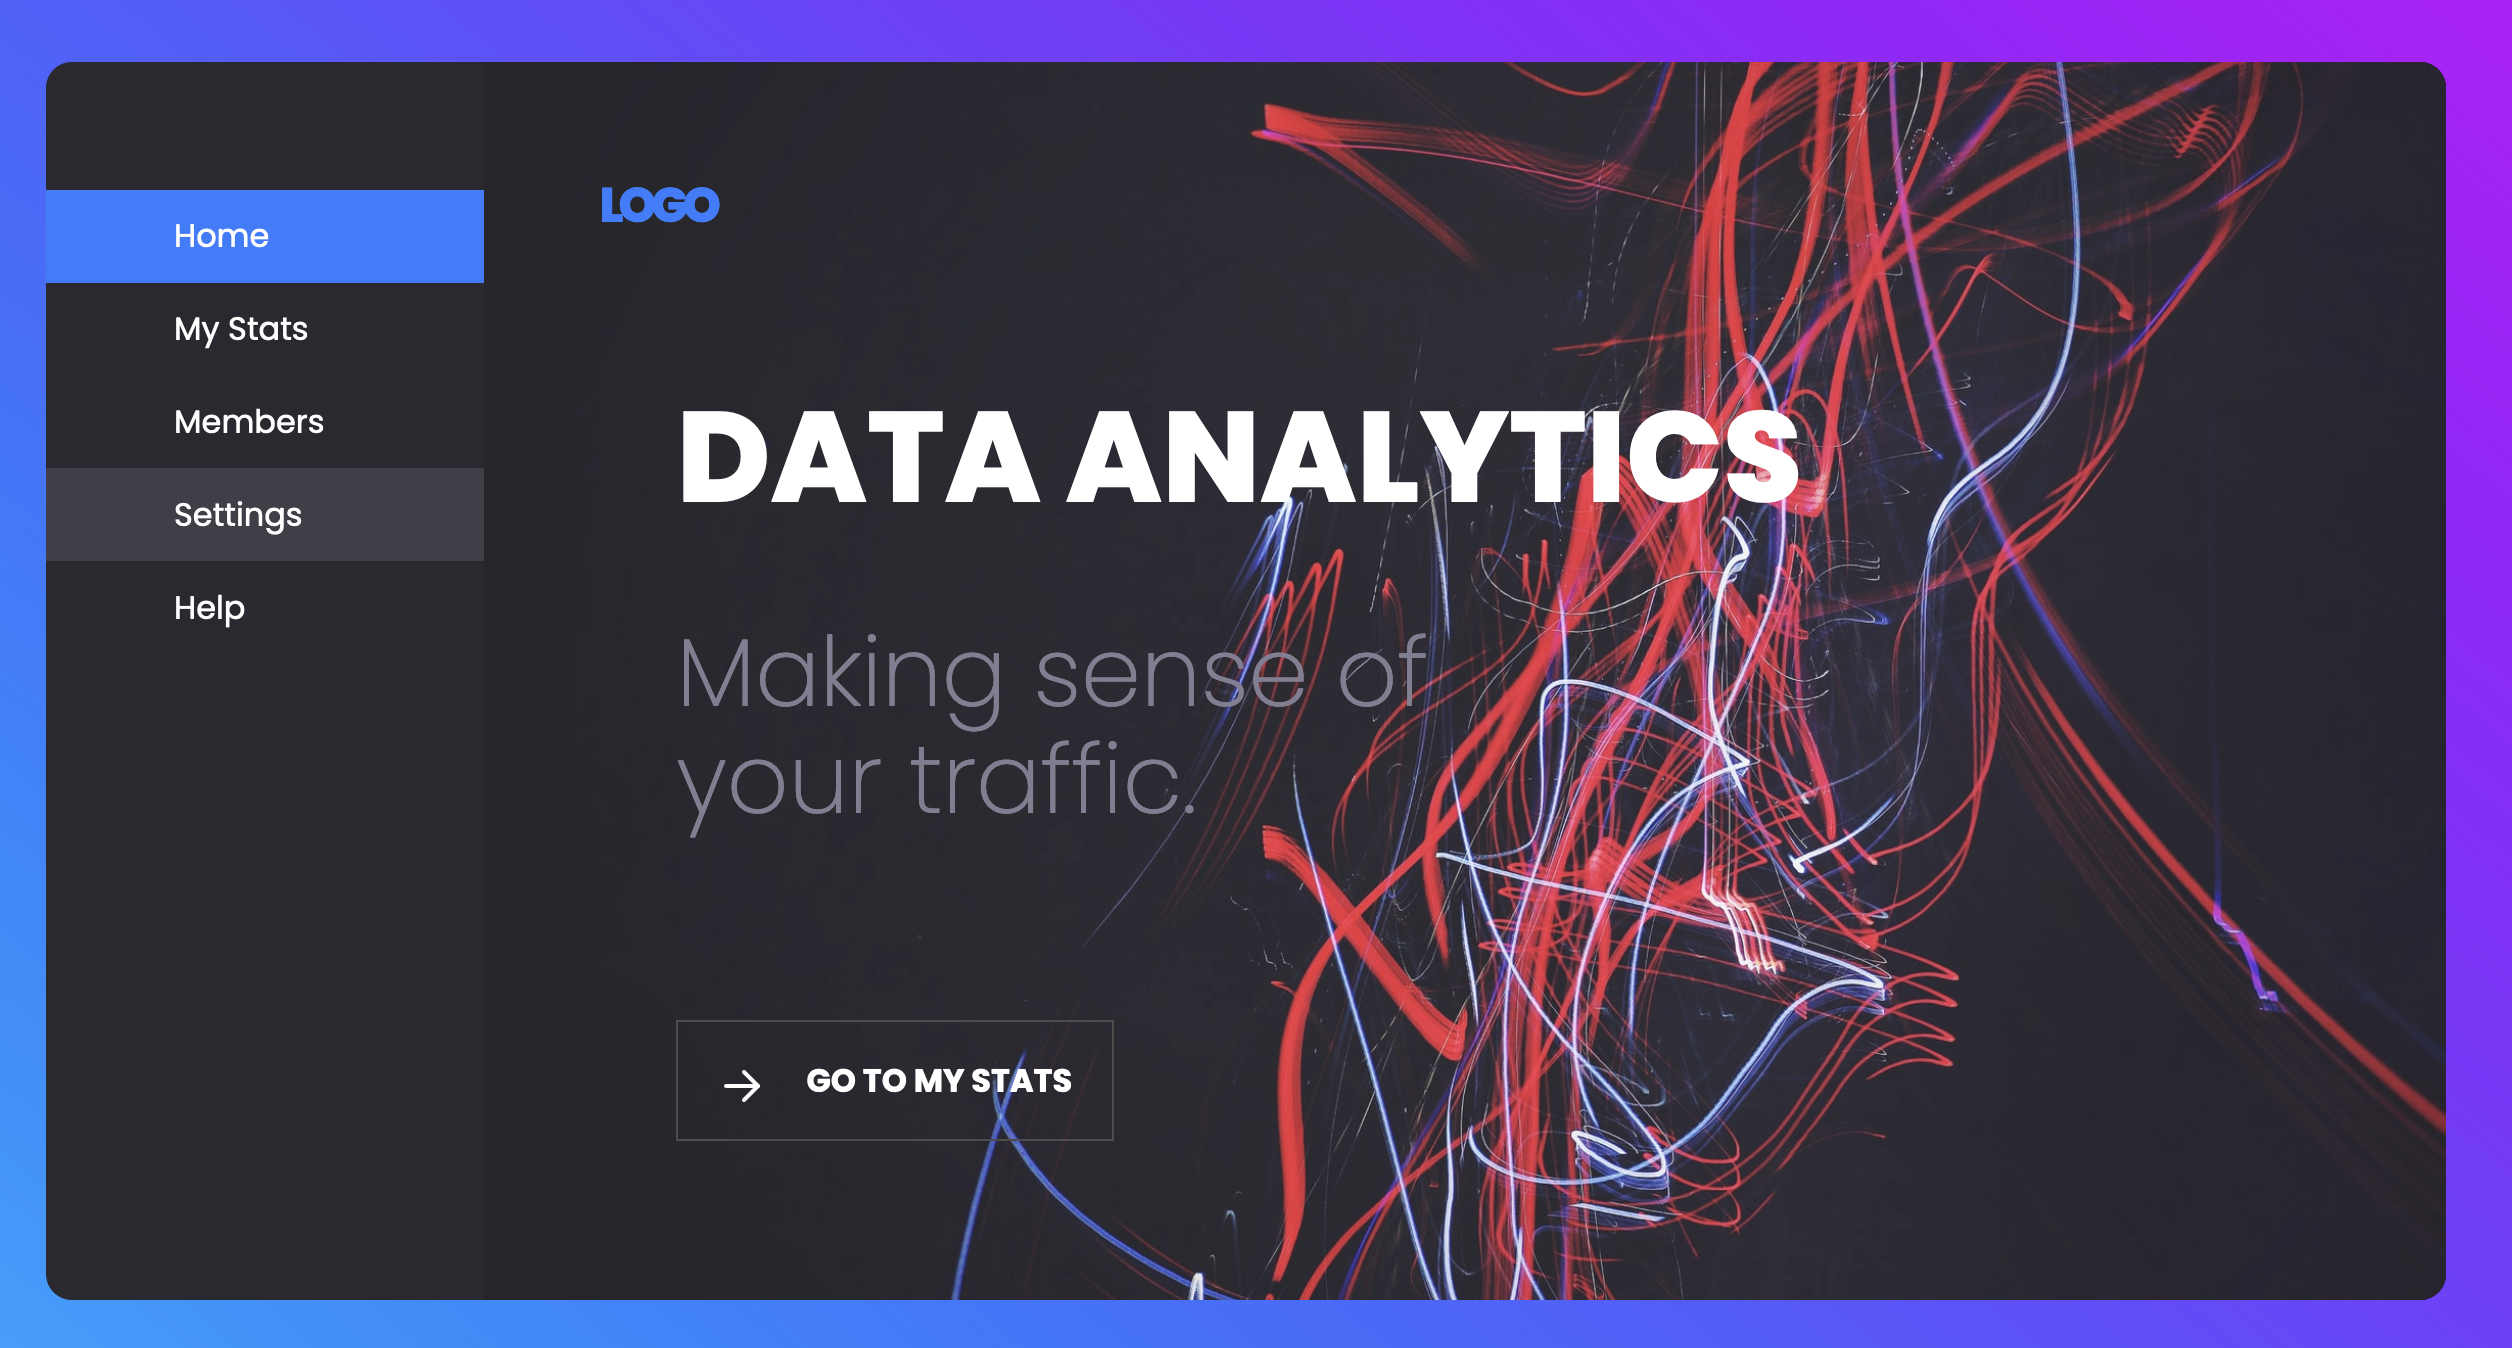 Home
My Stats
Members
Settings
Help
LOGO
DATA ANALYTICS
Making sense of
your traffic.
GO TO MY STATS